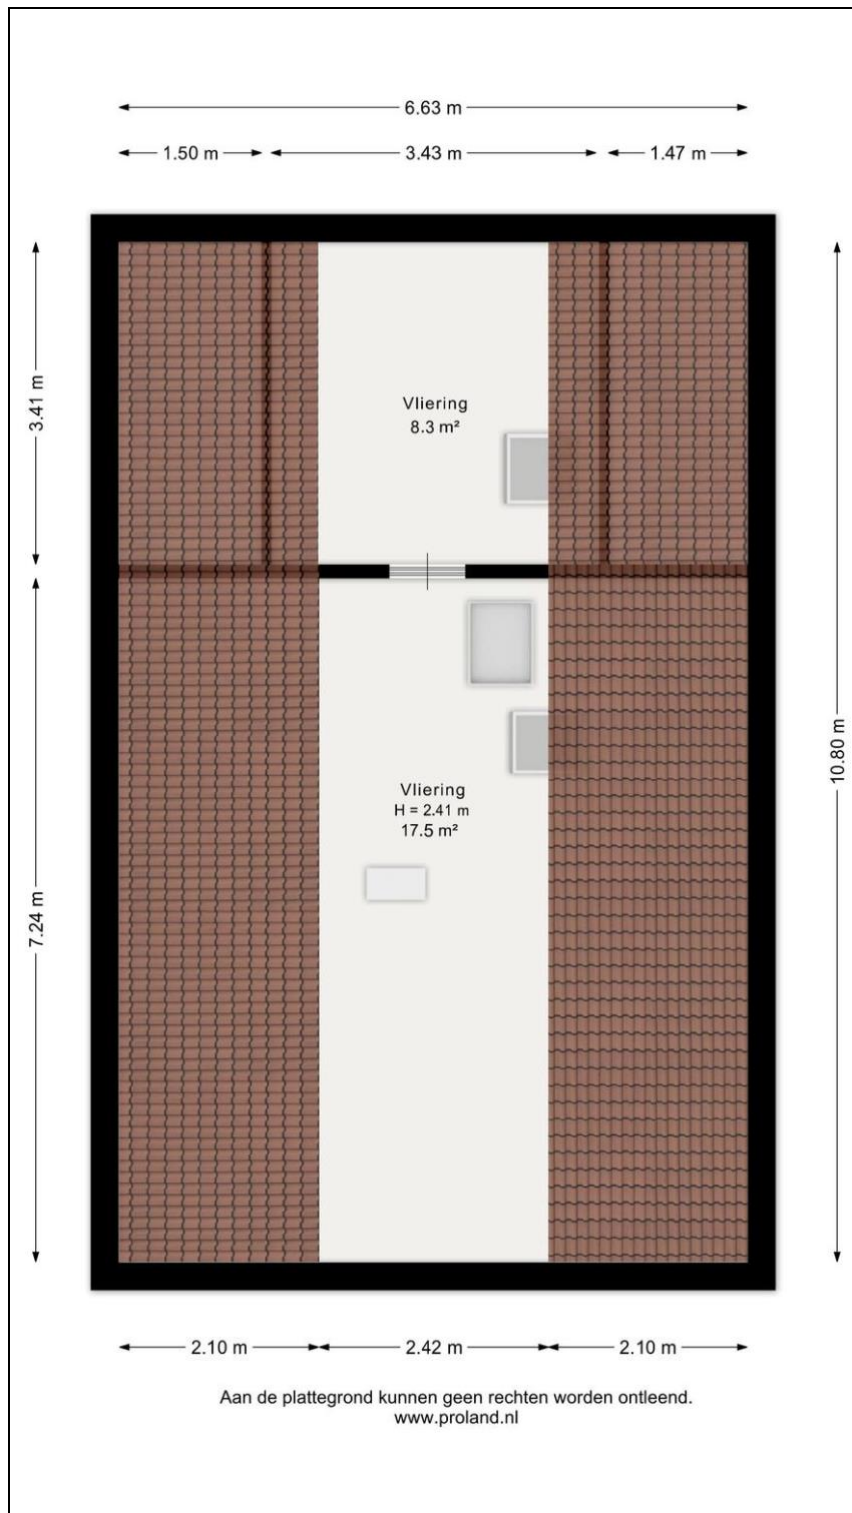 6.63 m
1.50 m
3.43 m
1.47 m
3.41 m
Vliering
8.3 m²
10.80 m
Vliering
H = 2.41 m
17.5 m²
7.24 m
2.10 m
2.42 m
2.10 m
Aan de plattegrond kunnen geen rechten worden ontleend.
www.proland.nl